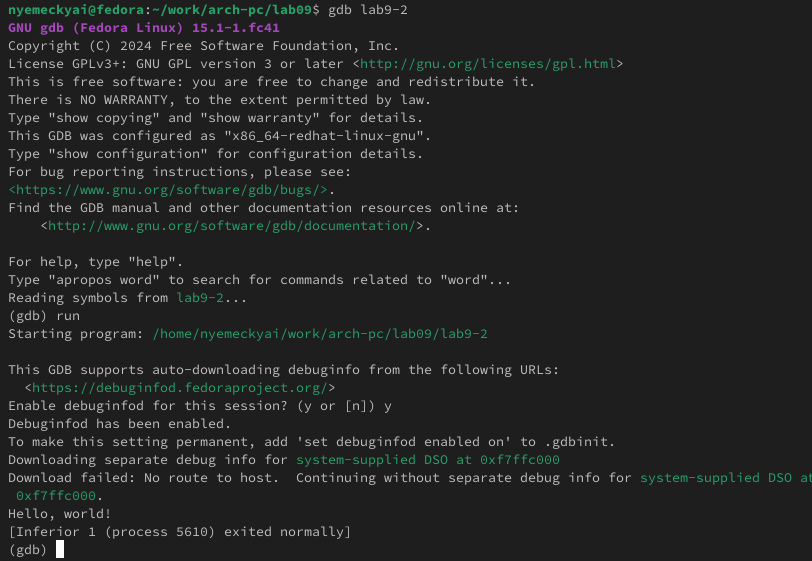 nyemeckyai@fedora:~/work/arch-pc/lab09$ gdb lab9-2
GNU gdb (Fedora Linux) 15.1-1.fc41
Copyright (C) 2024 Free Software Foundation, Inc.
License GPLv3+: GNU GPL version 3 or later <http://gnu.org/licenses/gpl.html>
This is free software: you are free to change and redistribute it.
There is NO WARRANTY, to the extent permitted by law.
Type "show copying" and "show warranty" for details.
This GDB was configured as "x86_64-redhat-linux-gnu".
Type "show configuration" for configuration details.
For bug reporting instructions, please see:
<https://www.gnu.org/software/gdb/bugs/>.
Find the GDB manual and other documentation resources online at:
    <http://www.gnu.org/software/gdb/documentation/>.

For help, type "help".
Type "apropos word" to search for commands related to "word"...
Reading symbols from lab9-2...
(gdb) run
Starting program: /home/nyemeckyai/work/arch-pc/lab09/lab9-2

This GDB supports auto-downloading debuginfo from the following URLs:
  <https://debuginfod.fedoraproject.org/>
Enable debuginfod for this session? (y or [n]) y
Debuginfod has been enabled.
To make this setting permanent, add 'set debuginfod enabled on' to .gdbinit.
Downloading separate debug info for system-supplied DSO at 0xf7ffc000
Download failed: No route to host.  Continuing without separate debug info for system-supplied DSO at
 0xf7ffc000.
Hello, world!
[Inferior 1 (process 5610) exited normally]
(gdb)